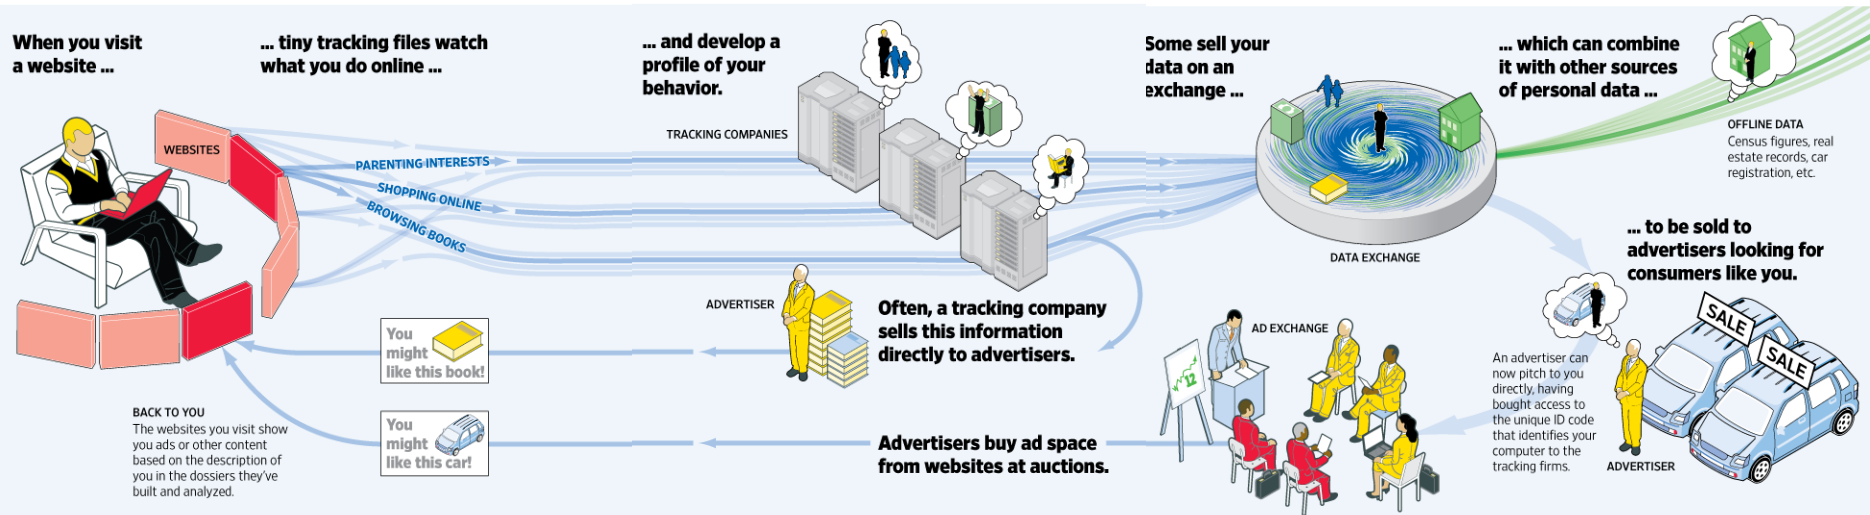 When you visit
a website ...
... tiny tracking files watch
what you do online ...
... and develop a
profile of your
behavior.
Some sell your
data on an
exchange ...
... which can combine
it with other sources
of personal data ...
WEBSITES
PARENTING INTERESTS
SHOPPING ONLINE
BROWSING BOOKS
TRACKING COMPANIES
DATA EXCHANGE
OFFLINE DATA
Census figures, real
estate records, car
registration, etc.
... to be sold to
advertisers looking for
consumers like you.
ADVERTISER
Often, a tracking company
sells this information
directly to advertisers.
You
might
like this book!
AD EXCHANGE
12
SALE
SALE
An advertiser can
now pitch to you
directly, having
bought access to
the unique ID code
that identifies your
computer to the
tracking firms.
ADVERTISER
Advertisers buy ad space
from websites at auctions.
You
might
like this car!
BACK TO YOU
The websites you visit show
you ads or other content
based on the description of
you in the dossiers they’ve
built and analyzed.